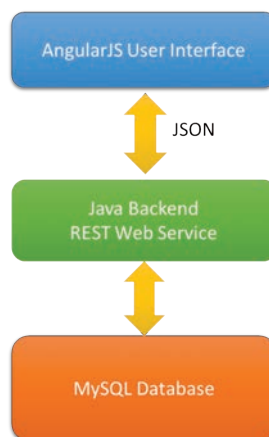 AngularJS User Interface
JSON
Java Backend
REST Web Service
MySQL Database